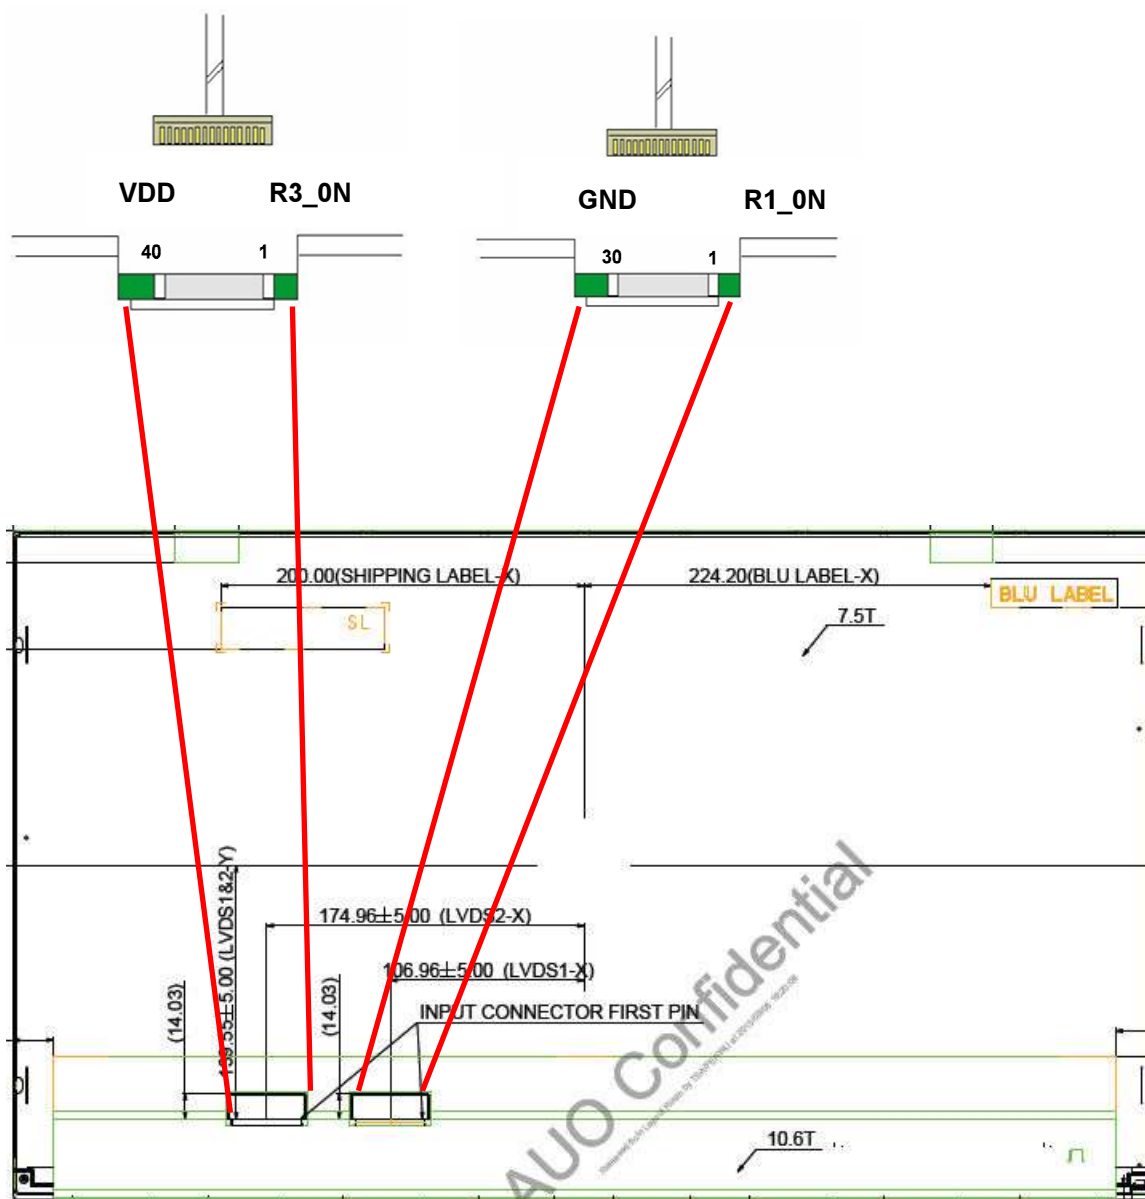 VDD R3_0N
GND R1_0N
40 1
30 1
200.00(SHIPPING LABEL-X)
224.20(BLU LABEL-X)
BLU LABEL
SL
7.5T
174.96±5.00 (LVDS2-X)
106.96±5.00 (LVDS1-X)
(14.03)
(LVDS1&2-Y)
(14.03)
INPUT CONNECTOR FIRST PIN
10.6T
AUO Confidential